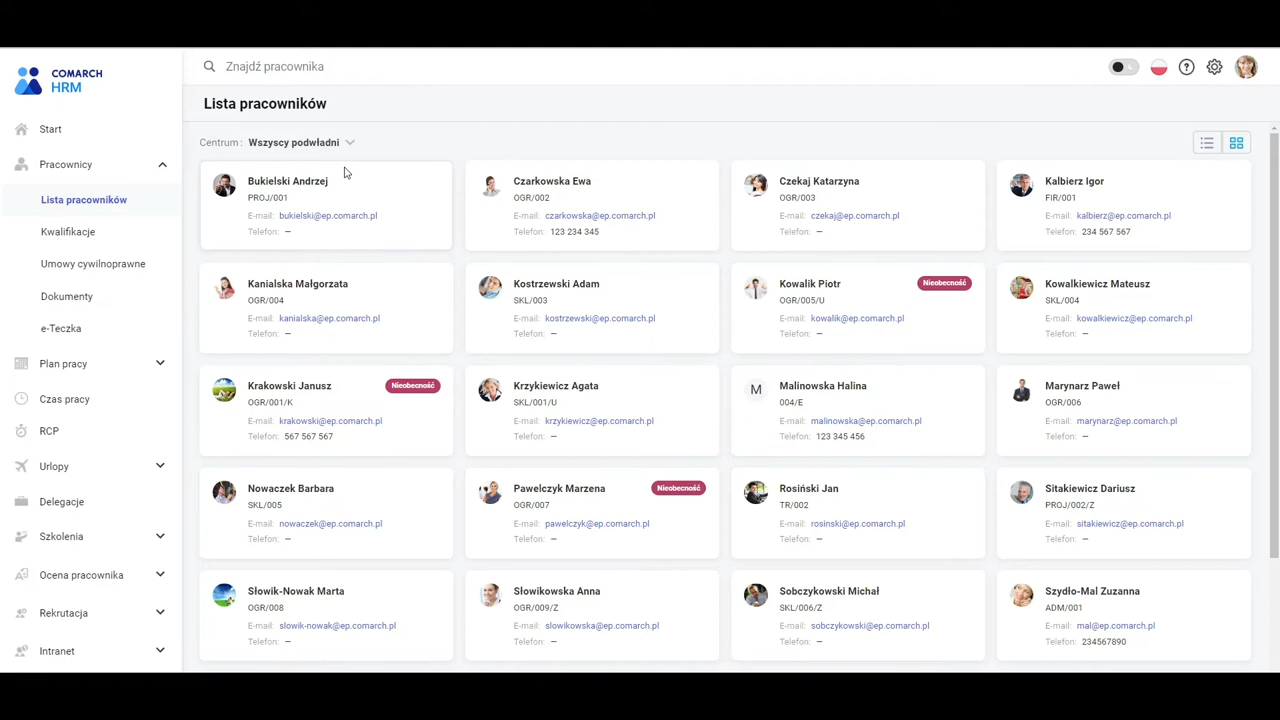 COMARCH
HRM
Znajdź pracownika
Start
Pracownicy
Lista pracowników
Kwalifikacje
Umowy cywilnoprawne
Dokumenty
e-Teczka
Plan pracy
Czas pracy
RCP
Urlopy
Delegacje
Szkolenia
Ocena pracownika
Rekrutacja
Intranet
Lista pracowników
Centrum : Wszyscy podwładni
Bukielski Andrzej
PROJ/001
E-mail: bukielski@ep.comarch.pl
Telefon: —
Czarkowska Ewa
OGR/002
E-mail: czarkowska@ep.comarch.pl
Telefon: 123 234 345
Czekaj Katarzyna
OGR/003
E-mail: czekaj@ep.comarch.pl
Telefon: —
Kalbierz Igor
FIR/001
E-mail: kalbierz@ep.comarch.pl
Telefon: 234 567 567
Kanialska Małgorzata
OGR/004
E-mail: kanialska@ep.comarch.pl
Telefon: —
Kostrzewski Adam
SKL/003
E-mail: kostrzewski@ep.comarch.pl
Telefon: —
Kowalik Piotr Nieobecność
OGR/005/U
E-mail: kowalik@ep.comarch.pl
Telefon: —
Kowalkiewicz Mateusz
SKL/004
E-mail: kowalkiewicz@ep.comarch.pl
Telefon: —
Krakowski Janusz Nieobecność
OGR/001/K
E-mail: krakowski@ep.comarch.pl
Telefon: 567 567 567
Krzykiewicz Agata
SKL/001/U
E-mail: krzykiewicz@ep.comarch.pl
Telefon: —
M
Malinowska Halina
004/E
E-mail: malinowska@ep.comarch.pl
Telefon: 123 345 456
Marynarz Paweł
OGR/006
E-mail: marynarz@ep.comarch.pl
Telefon: —
Nowaczek Barbara
SKL/005
E-mail: nowaczek@ep.comarch.pl
Telefon: —
Pawelczyk Marzena Nieobecność
OGR/007
E-mail: pawelczyk@ep.comarch.pl
Telefon: —
Rosiński Jan
TR/002
E-mail: rosinski@ep.comarch.pl
Telefon: —
Sitakiewicz Dariusz
PROJ/002/Z
E-mail: sitakiewicz@ep.comarch.pl
Telefon: —
Słowik-Nowak Marta
OGR/008
E-mail: slowik-nowak@ep.comarch.pl
Telefon: —
Słowikowska Anna
OGR/009/Z
E-mail: slowikowska@ep.comarch.pl
Telefon: —
Sobczykowski Michał
SKL/006/Z
E-mail: sobczykowski@ep.comarch.pl
Telefon: —
Szydło-Mal Zuzanna
ADM/001
E-mail: mal@ep.comarch.pl
Telefon: 234567890